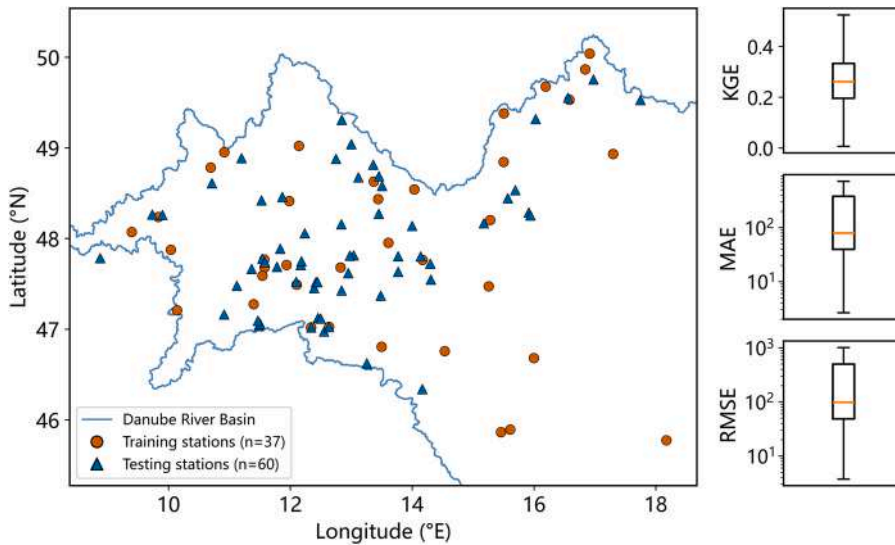 50
49
48
47
46
Latitude (°N)
Danube River Basin
Training stations (n=37)
Testing stations (n=60)
10
12
14
16
18
Longitude (°E)
KGE
0.4
0.2
0.0
MAE
10²
10¹
RMSE
10³
10²
10¹